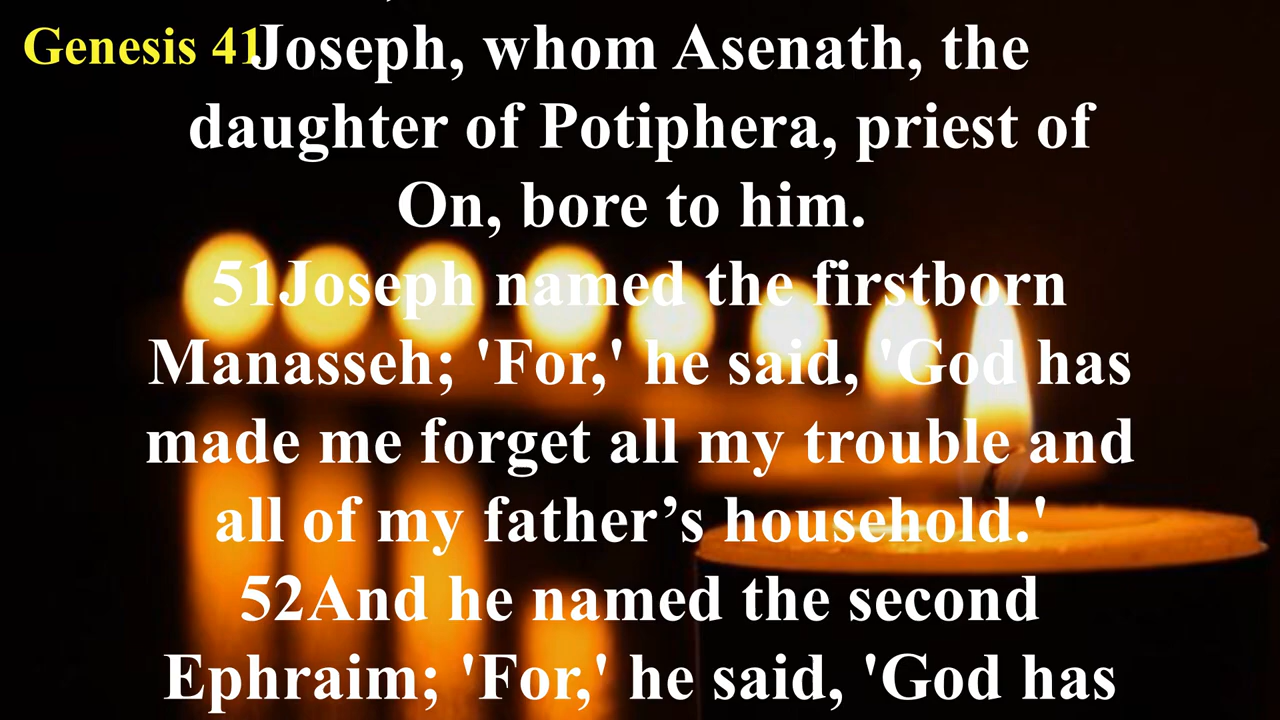 Genesis 41
Joseph, whom Asenath, the
daughter of Potiphera, priest of
On, bore to him.
51Joseph named the firstborn
Manasseh; 'For,' he said, 'God has
made me forget all my trouble and
all of my father’s household.'
52And he named the second
Ephraim; 'For,' he said, 'God has